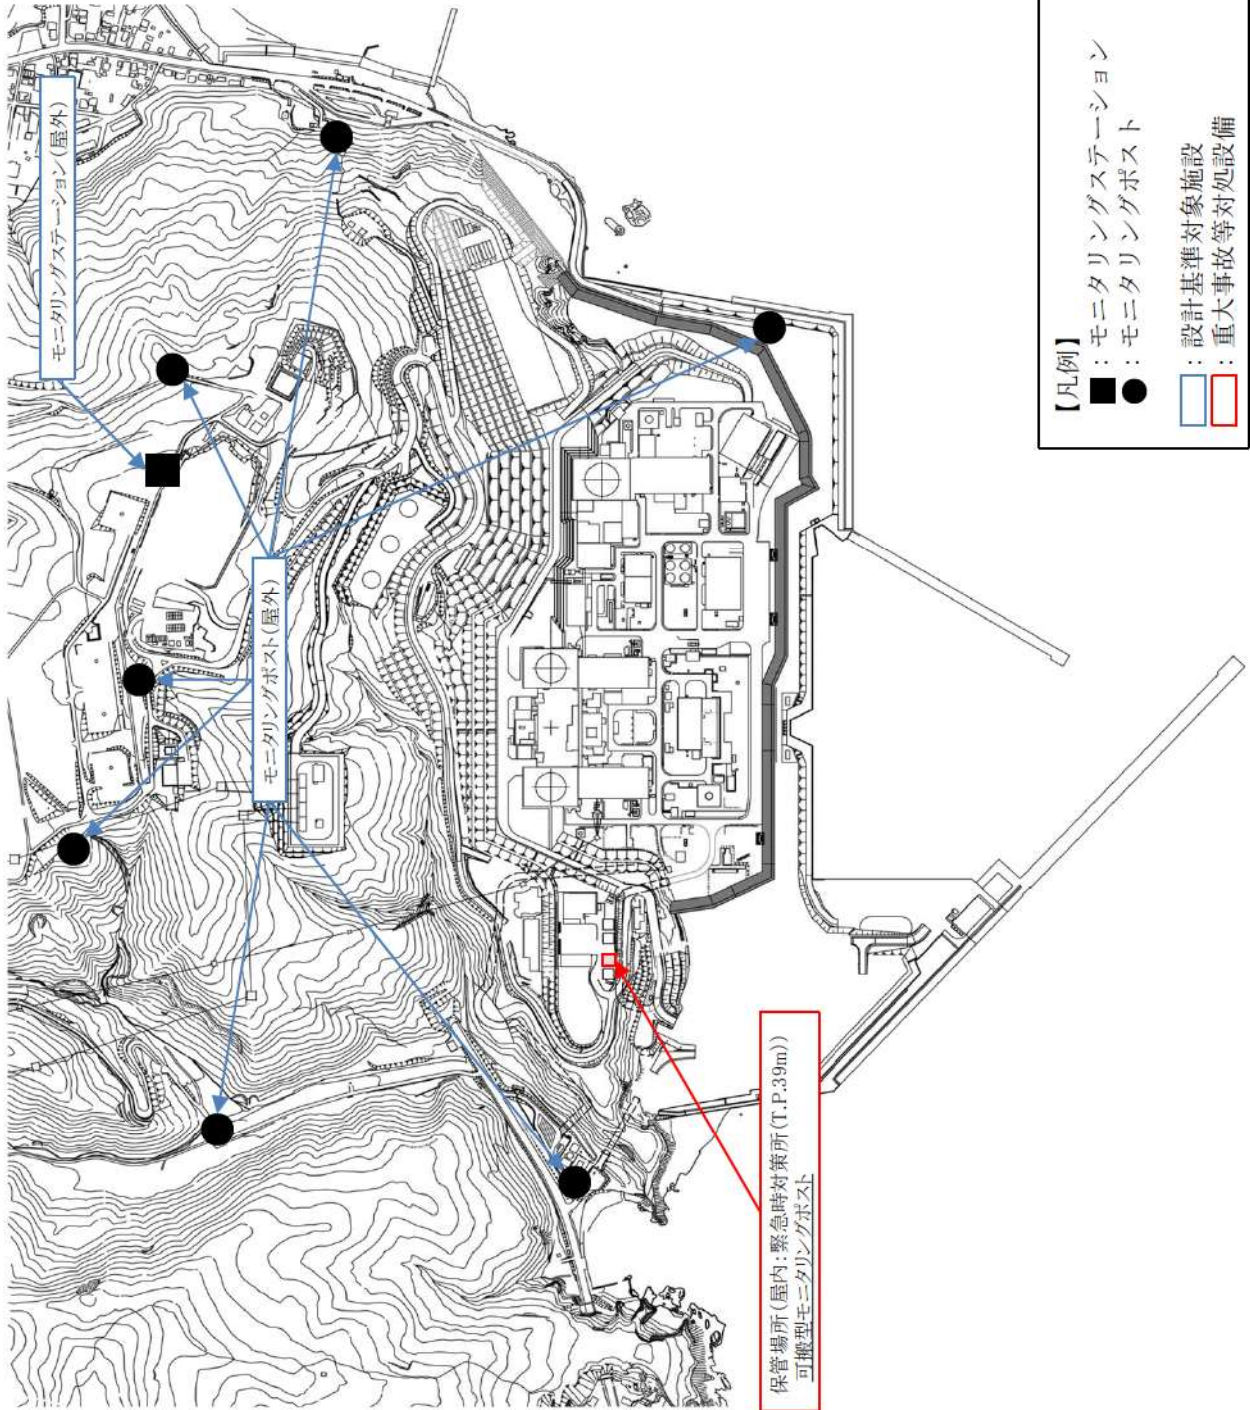 モニタリングステーション(屋外)
モニタリングポスト(屋外)
保管場所(屋内:緊急時対策所(T.P.39m))
可搬型モニタリングポスト
【凡例】
■:モニタリングステーション
●:モニタリングポスト
:設計基準対象施設
:重大事故等対処設備